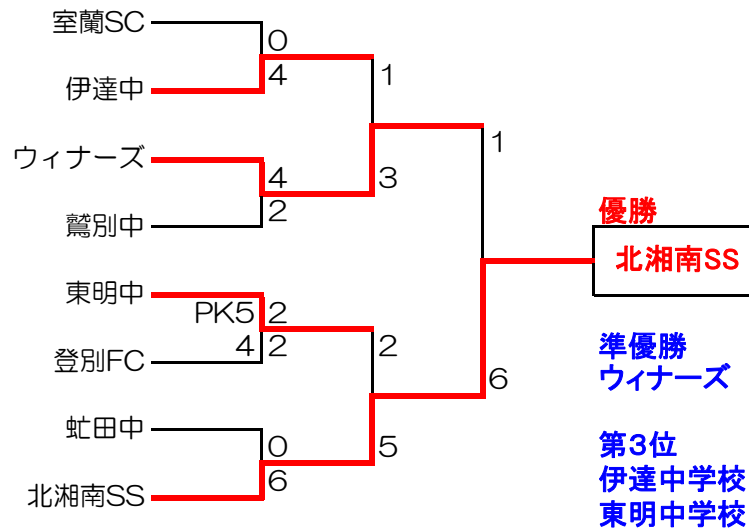 室蘭SC
0
4
伊達中
1
ウィナーズ
4
2
3
鷲別中
1
優勝
北湘南SS
東明中
PK5
2
4
2
登別FC
2
6
虻田中
0
6
5
北湘南SS
準優勝
ウィナーズ
第3位
伊達中学校
東明中学校